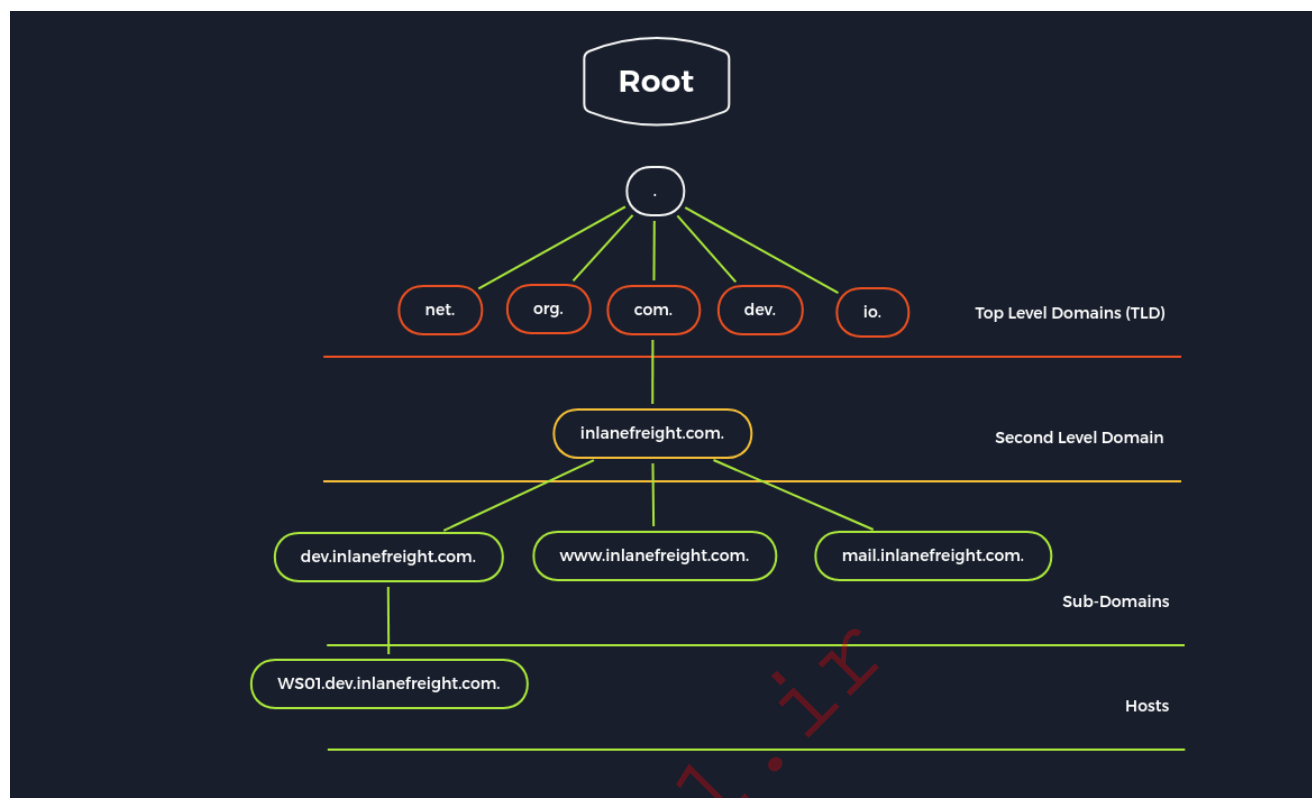 Root
.
net.
org.
com.
dev.
io.
Top Level Domains (TLD)
inlanefreight.com.
Second Level Domain
dev.inlanefreight.com.
www.inlanefreight.com.
mail.inlanefreight.com.
Sub-Domains
WS01.dev.inlanefreight.com.
Hosts